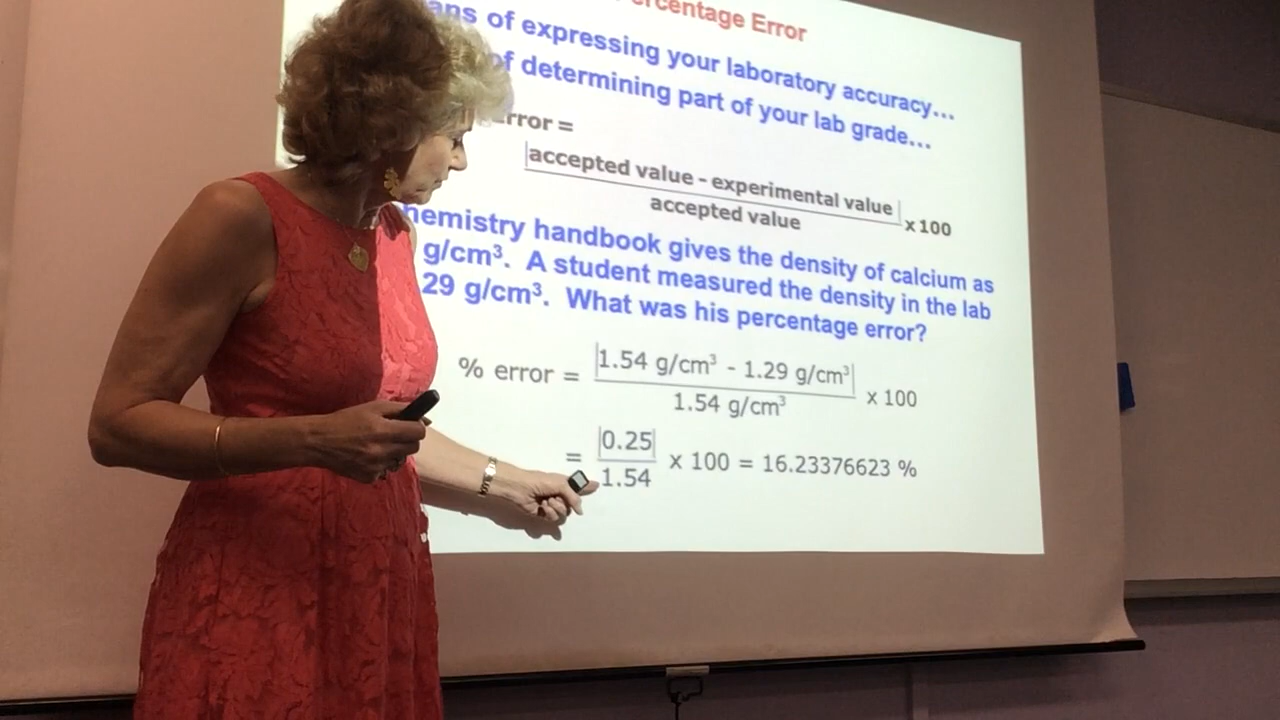 Percentage Error
of expressing your laboratory accuracy...
of determining part of your lab grade...
error =
|accepted value - experimental value|
accepted value
x 100
hemistry handbook gives the density of calcium as
g/cm³. A student measured the density in the lab
29 g/cm³. What was his percentage error?
|1.54 g/cm³ - 1.29 g/cm³|
% error =
x 100
1.54 g/cm³
|0.25|
= x 100 = 16.23376623 %
1.54